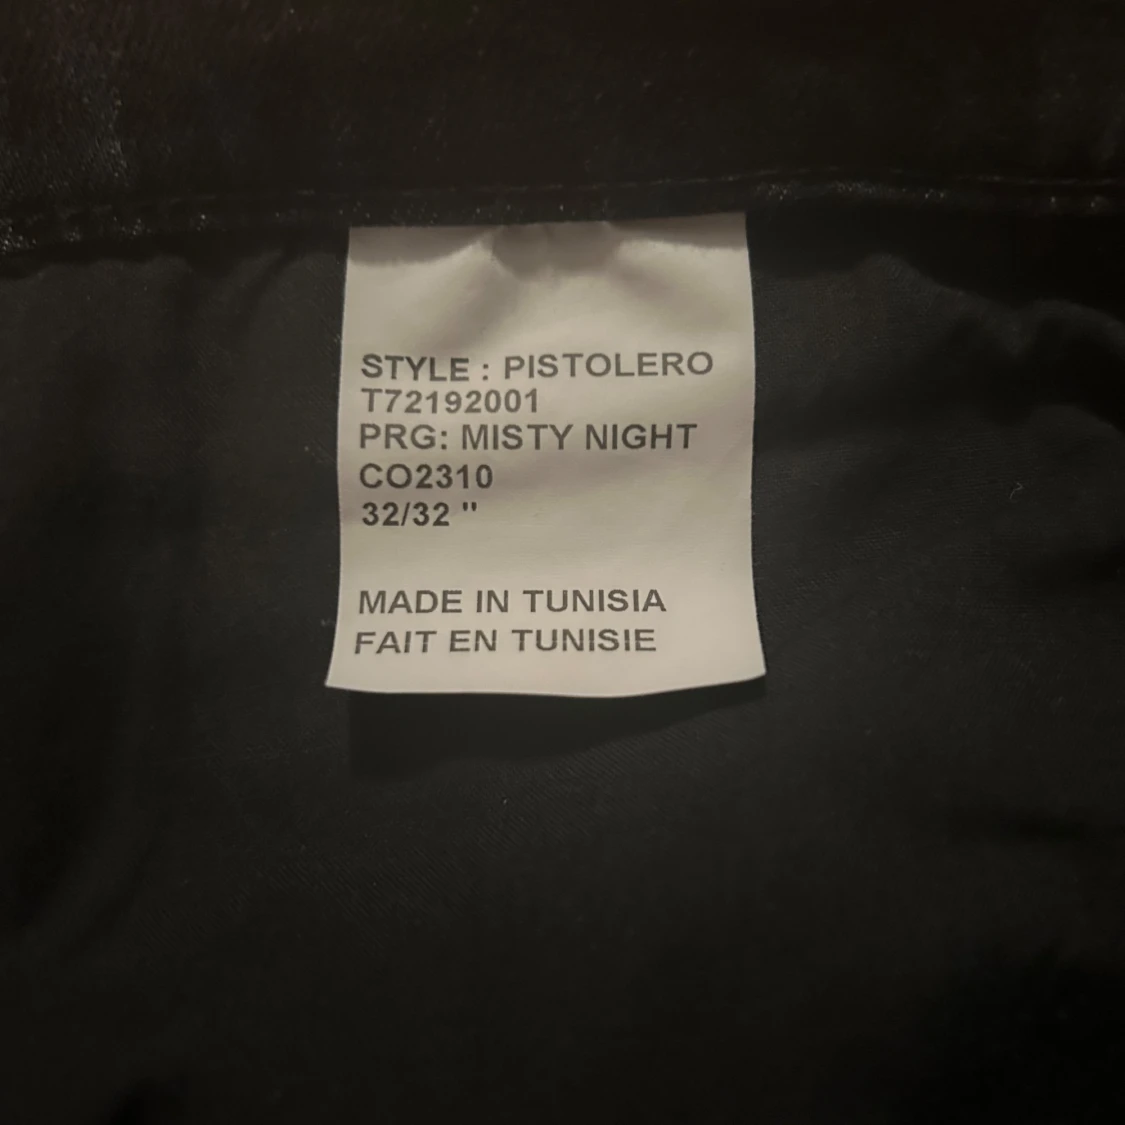 STYLE : PISTOLERO
T72192001
PRG: MISTY NIGHT
CO2310
32/32 "
MADE IN TUNISIA
FAIT EN TUNISIE